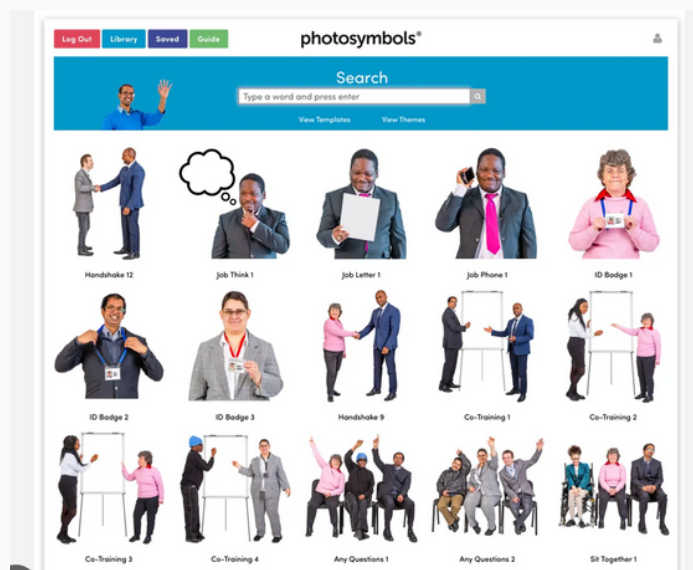 Log Out Library Saved Guide photosymbols®
Search
Type a word and press enter
View Templates View Themes
Handshake 12 Job Think 1 Job Letter 1 Job Phone 1 ID Badge 1
ID Badge 2 ID Badge 3 Handshake 9 Co-Training 1 Co-Training 2
Co-Training 3 Co-Training 4 Any Questions 1 Any Questions 2 Sit Together 1